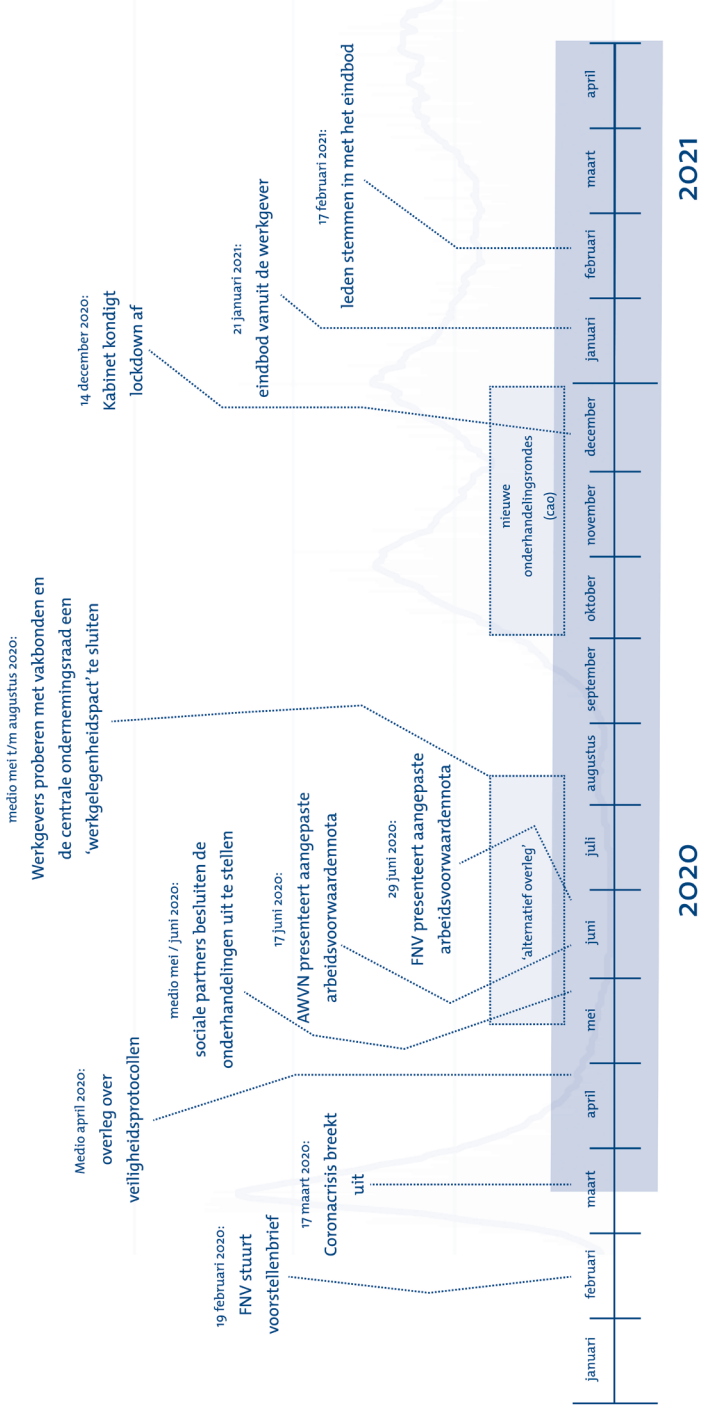 19 februari 2020:
FNV stuurt
voorstellenbrief
17 maart 2020:
Coronacrisis breekt
uit
Medio april 2020:
overleg over
veiligheidsprotocollen
medio mei / juni 2020:
sociale partners besluiten de
onderhandelingen uit te stellen
17 juni 2020:
AWVN presenteert aangepaste
arbeidsvoorwaardennota
29 juni 2020:
FNV presenteert aangepaste
arbeidsvoorwaardennota
medio mei t/m augustus 2020:
Werkgevers proberen met vakbonden en
de centrale ondernemingsraad een
‘werkgelegenheidspact’ te sluiten
14 december 2020:
Kabinet kondigt
lockdown af
21 januari 2021:
eindbod vanuit de werkgever
17 februari 2021:
leden stemmen in met het eindbod
‘alternatief overleg’
nieuwe
onderhandelingsrondes
(cao)
januari
februari
maart
april
mei
juni
juli
augustus
september
oktober
november
december
januari
februari
maart
april
2020
2021